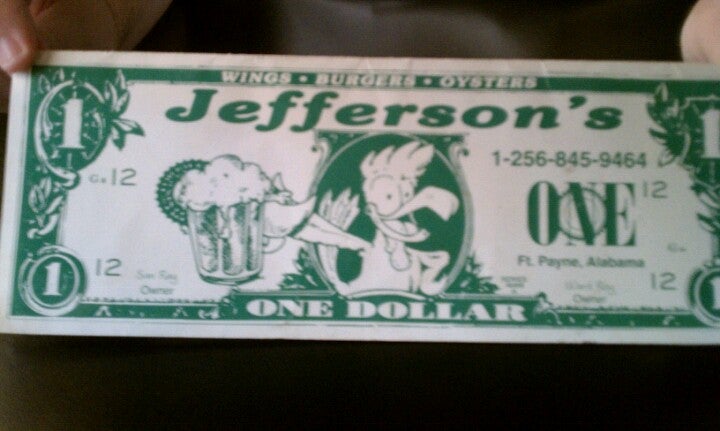 WINGS • BURGERS • OYSTERS
Jefferson's
1
1-256-845-9464
12
ONE
12
Ft. Payne, Alabama
12
12
Owner
Owner
1
ONE DOLLAR